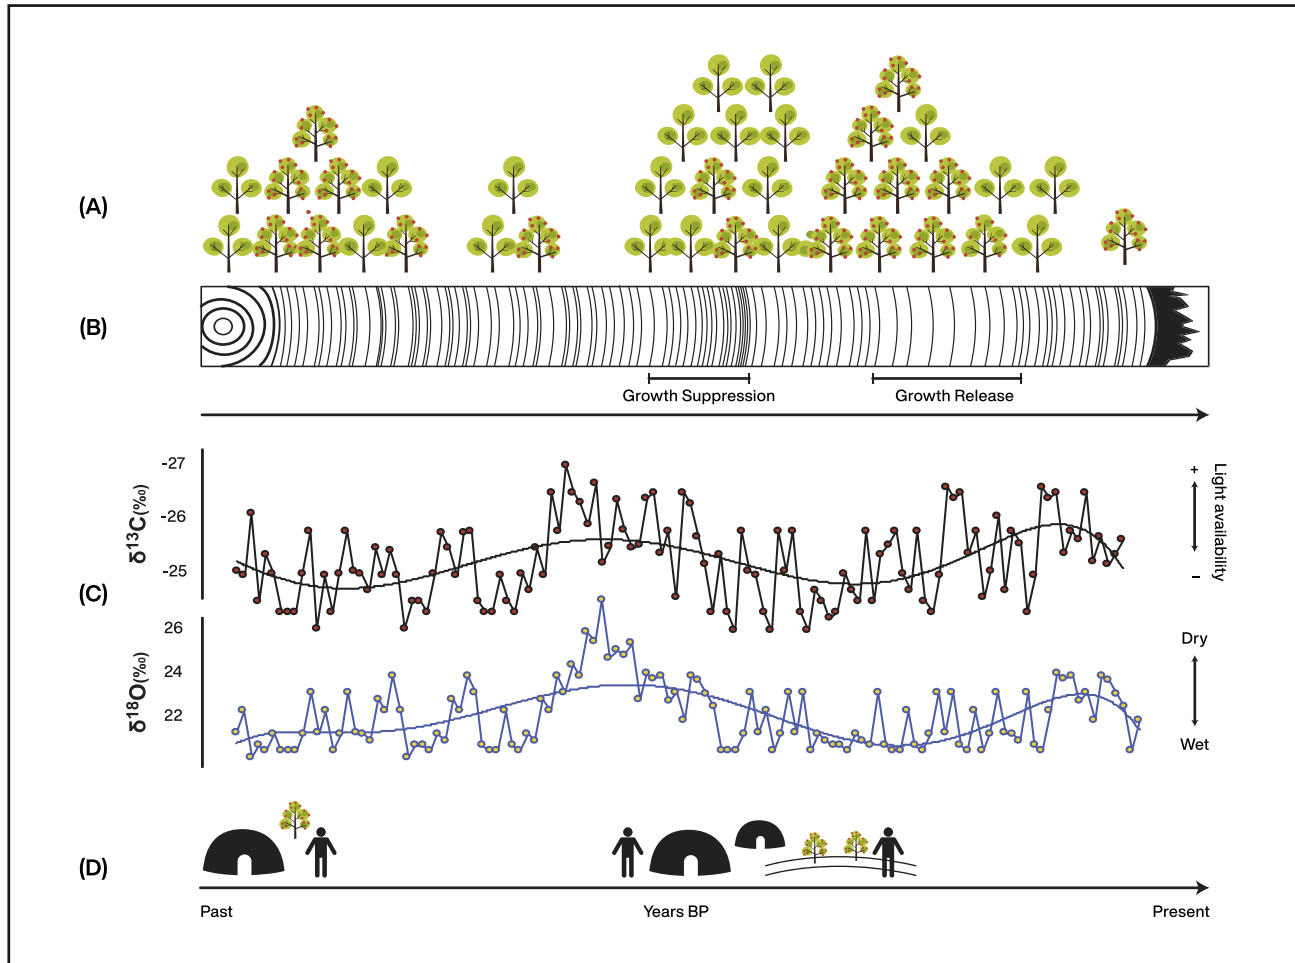 (A)
(B)
Growth Suppression
Growth Release
-27
-26
-25
δ¹³C(‰)
+
-
Light availability
(C)
26
24
22
δ¹⁸O(‰)
Dry
Wet
(D)
Past
Years BP
Present